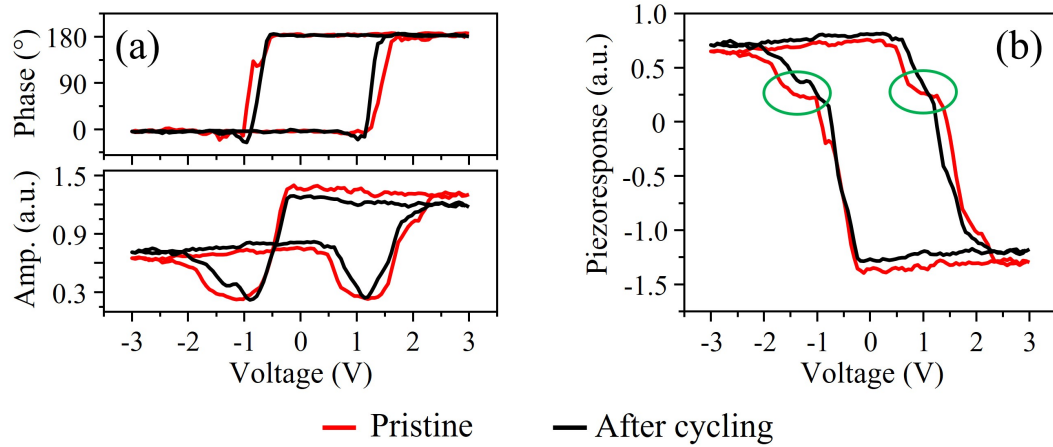 (a)
Phase (°)
180
90
0
Amp. (a.u.)
1.5
0.9
0.3
-3 -2 -1 0 1 2 3
Voltage (V)
(b)
Piezoresponse (a.u.)
1.0
0.5
0
-0.5
-1.0
-1.5
-3 -2 -1 0 1 2 3
Voltage (V)
Pristine
After cycling